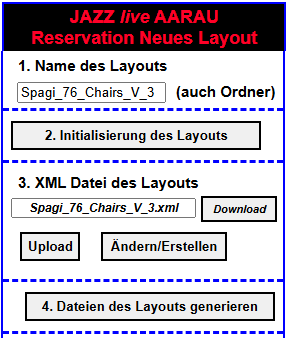 JAZZ live AARAU
Reservation Neues Layout
1. Name des Layouts
Spagi_76_Chairs_V_3 (auch Ordner)
2. Initialisierung des Layouts
3. XML Datei des Layouts
Spagi_76_Chairs_V_3.xml Download
Upload Ändern/Erstellen
4. Dateien des Layouts generieren